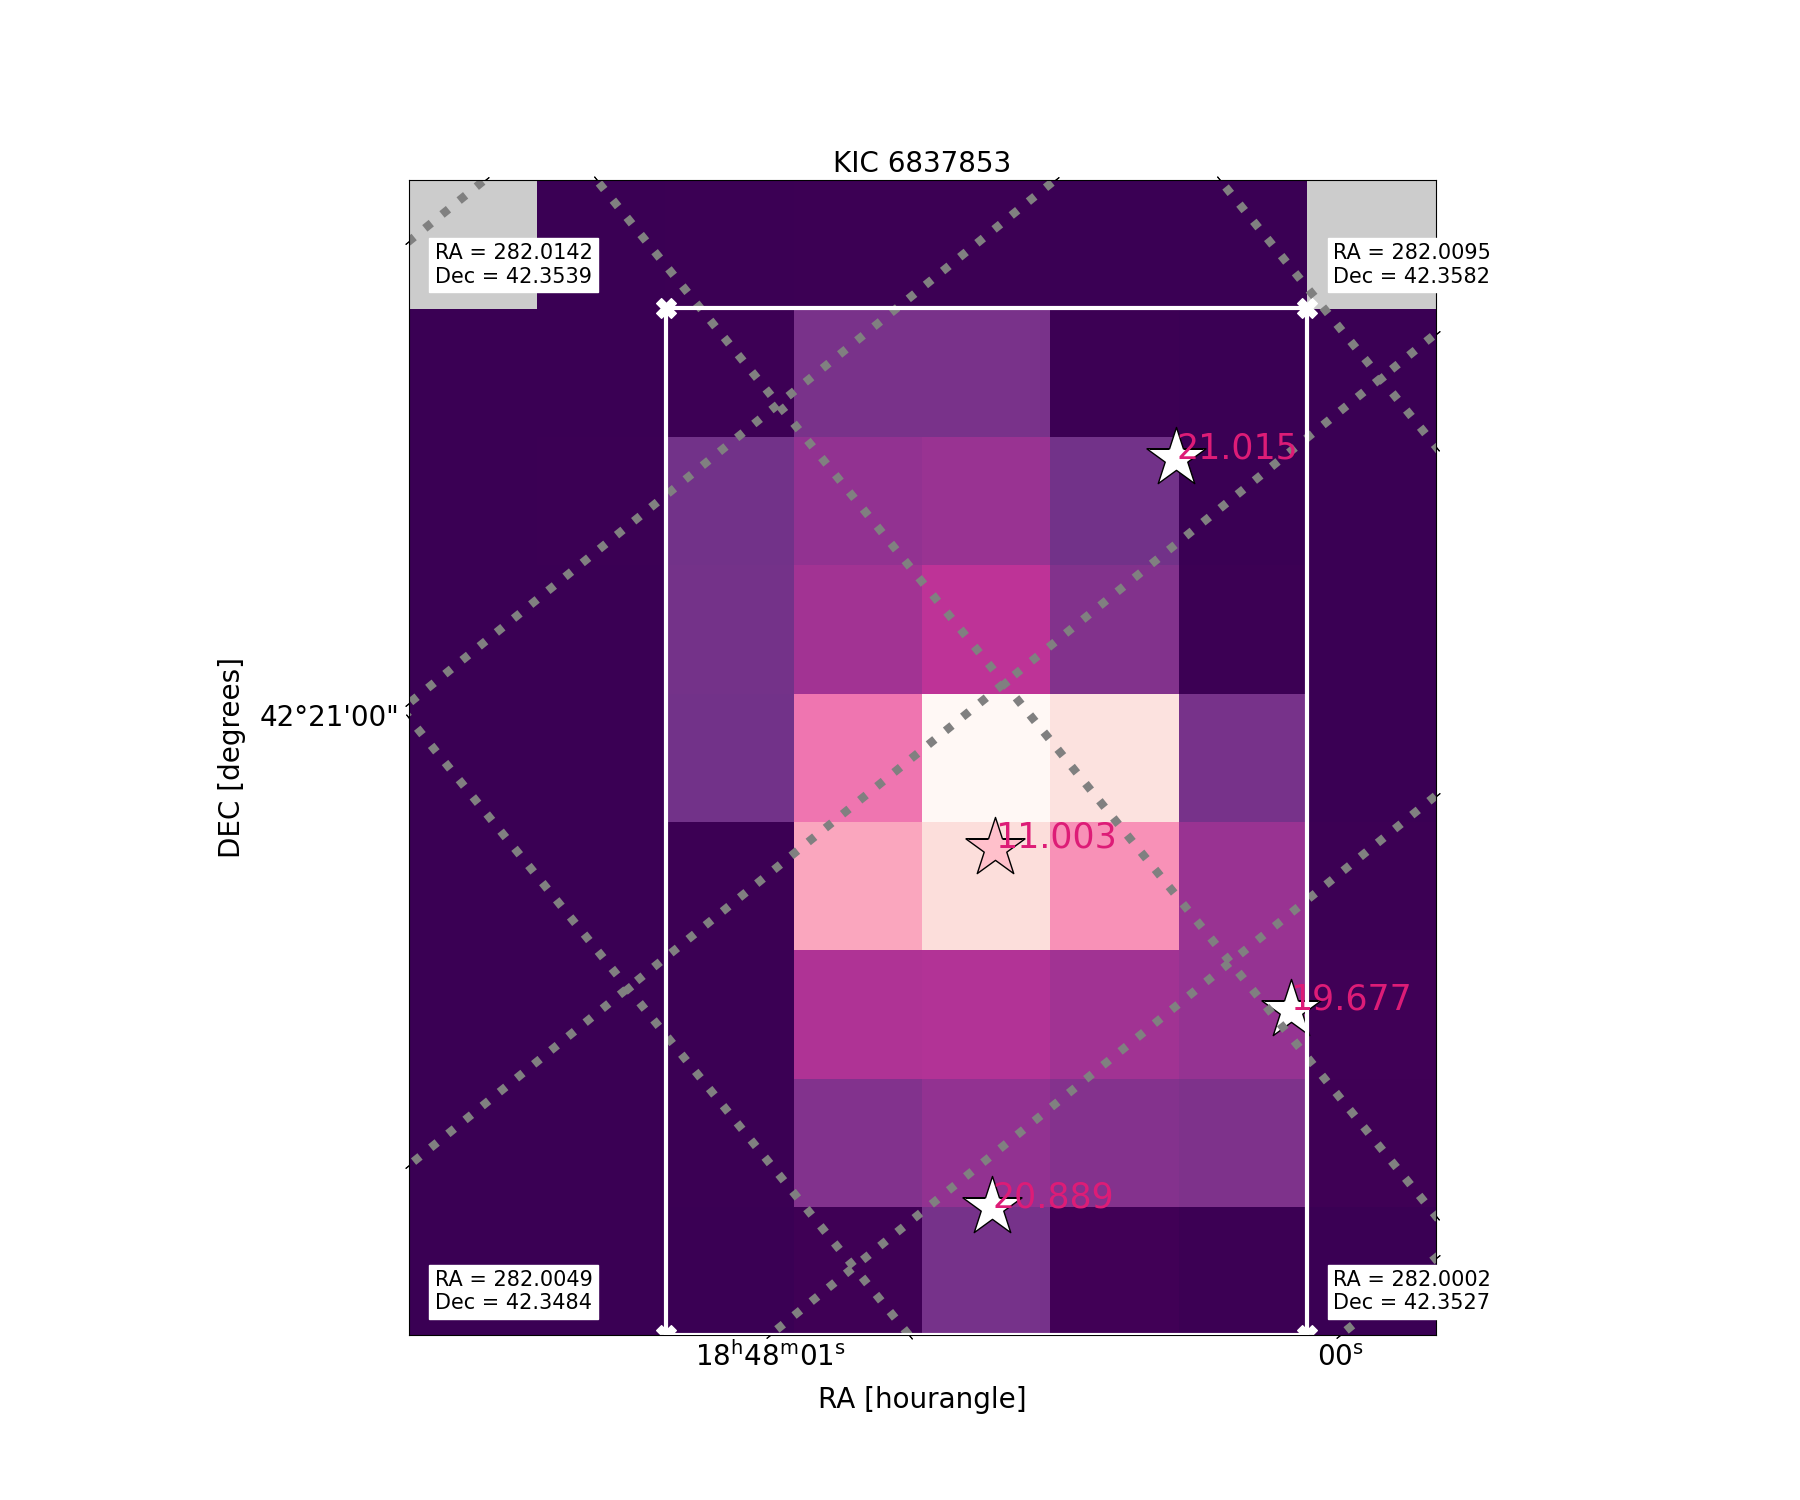 KIC 6837853
RA = 282.0142
Dec = 42.3539
RA = 282.0095
Dec = 42.3582
21.015
DEC [degrees]
42°21'00"
11.003
19.677
20.889
RA = 282.0049
Dec = 42.3484
RA = 282.0002
Dec = 42.3527
18ʰ48ᵐ01ˢ
00ˢ
RA [hourangle]